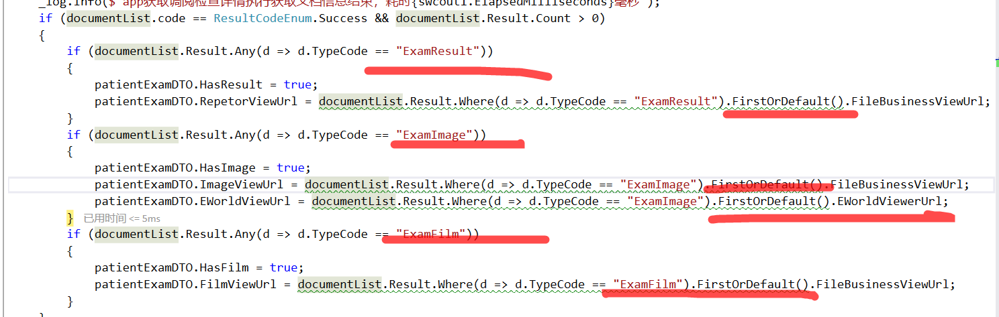 _log.Info($"app获取调阅检查详情执行获取文档信息结束，耗时{swcout1.ElapsedMilliseconds}毫秒");
if (documentList.code == ResultCodeEnum.Success && documentList.Result.Count > 0)
{
if (documentList.Result.Any(d => d.TypeCode == "ExamResult"))
{
patientExamDTO.HasResult = true;
patientExamDTO.RepetorViewUrl = documentList.Result.Where(d => d.TypeCode == "ExamResult").FirstOrDefault().FileBusinessViewUrl;
}
if (documentList.Result.Any(d => d.TypeCode == "ExamImage"))
{
patientExamDTO.HasImage = true;
patientExamDTO.ImageViewUrl = documentList.Result.Where(d => d.TypeCode == "ExamImage").FirstOrDefault().FileBusinessViewUrl;
patientExamDTO.EWorldViewUrl = documentList.Result.Where(d => d.TypeCode == "ExamImage").FirstOrDefault().EWorldViewerUrl;
} 已用时间 <= 5ms
if (documentList.Result.Any(d => d.TypeCode == "ExamFilm"))
{
patientExamDTO.HasFilm = true;
patientExamDTO.FilmViewUrl = documentList.Result.Where(d => d.TypeCode == "ExamFilm").FirstOrDefault().FileBusinessViewUrl;
}
}